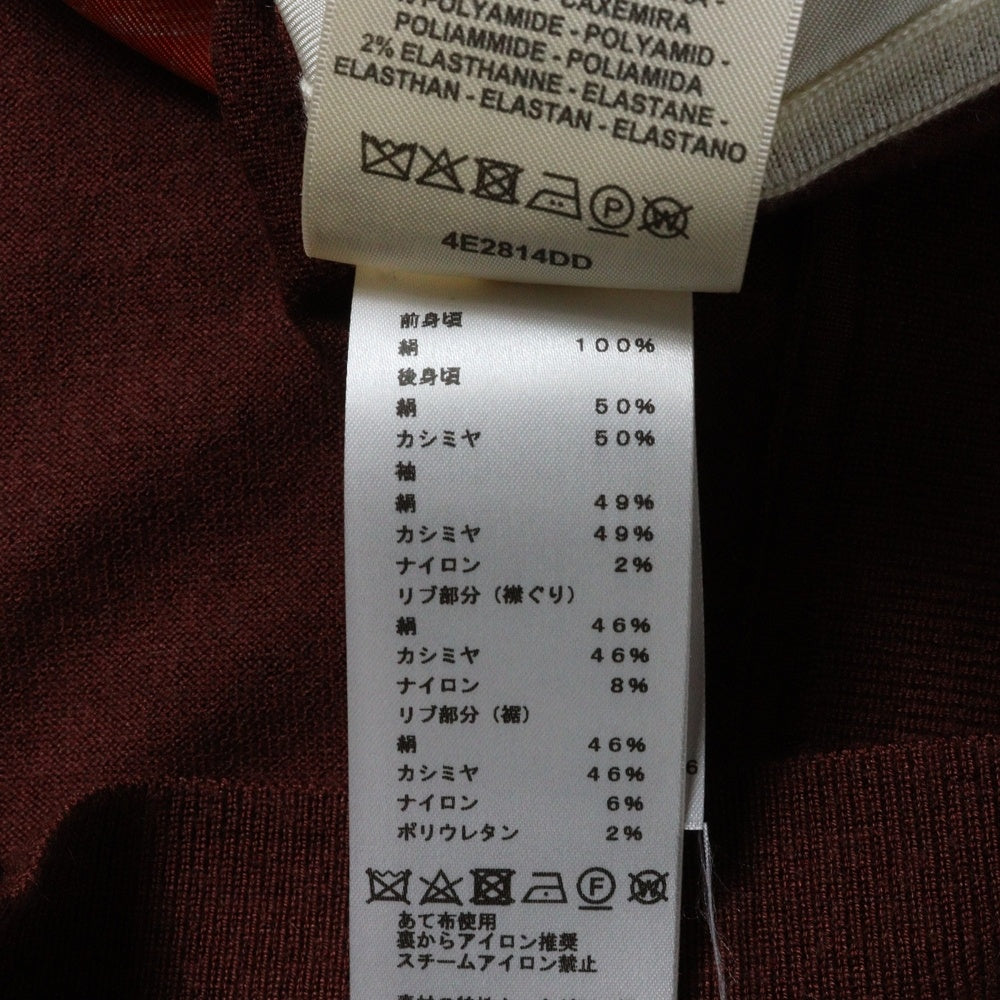 CAXEMIRA
POLYAMIDE - POLYAMID -
POLIAMMIDE - POLIAMIDA
2% ELASTHANNE - ELASTANE -
ELASTHAN - ELASTAN - ELASTANO
P W
4E2814DD
前身頃
絹 100%
後身頃
絹 50%
カシミヤ 50%
袖
絹 49%
カシミヤ 49%
ナイロン 2%
リブ部分（襟ぐり）
絹 46%
カシミヤ 46%
ナイロン 8%
リブ部分（裾）
絹 46%
カシミヤ 46%
6
ナイロン 6%
ポリウレタン 2%
F W
あて布使用
裏からアイロン推奨
スチームアイロン禁止